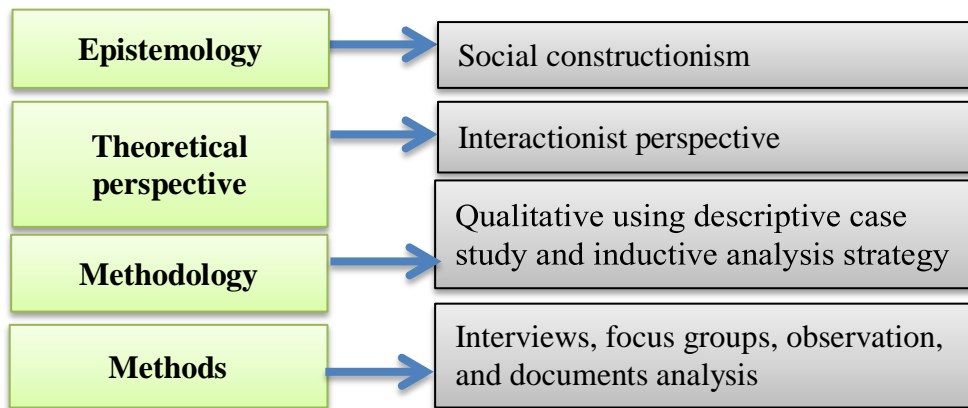 Epistemology
Social constructionism
Theoretical
perspective
Interactionist perspective
Methodology
Qualitative using descriptive case
study and inductive analysis strategy
Methods
Interviews, focus groups, observation,
and documents analysis